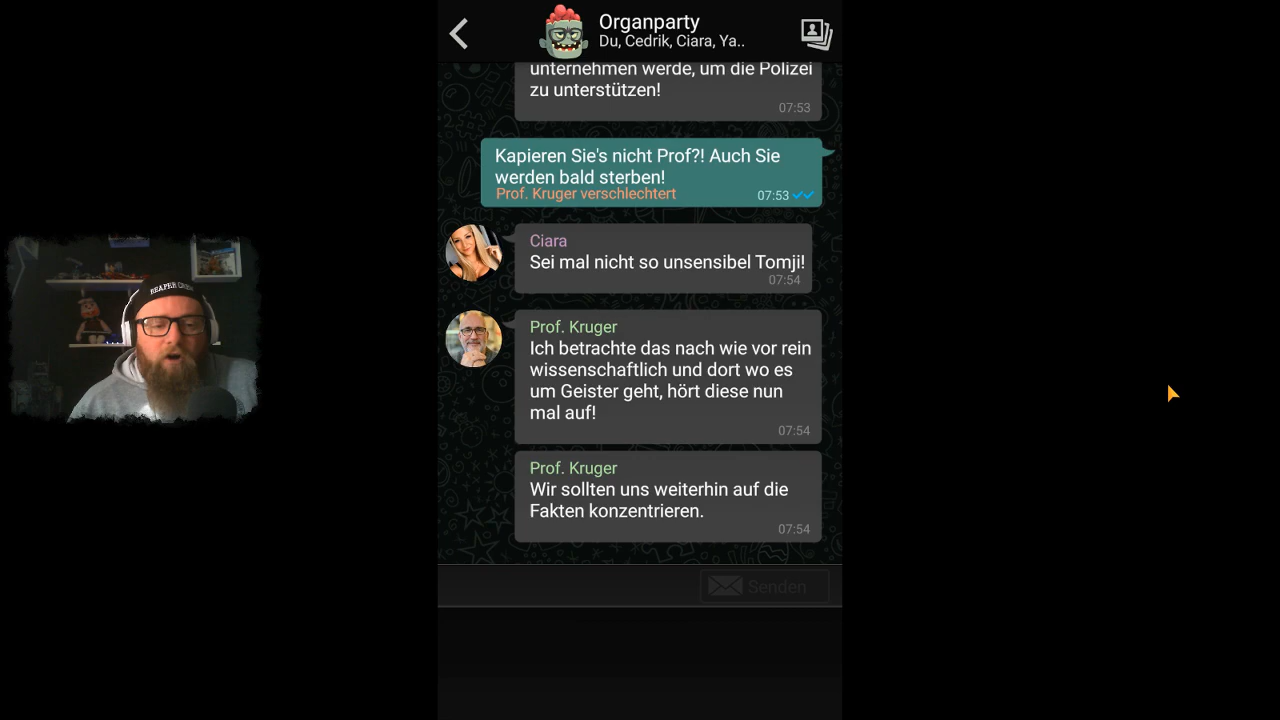 Organparty
Du, Cedrik, Ciara, Ya..
unternehmen werde, um die Polizei
zu unterstützen!
07:53
Kapieren Sie's nicht Prof?! Auch Sie
werden bald sterben!
Prof. Kruger verschlechtert
07:53
Ciara
Sei mal nicht so unsensibel Tomji!
07:54
Prof. Kruger
Ich betrachte das nach wie vor rein
wissenschaftlich und dort wo es
um Geister geht, hört diese nun
mal auf!
07:54
Prof. Kruger
Wir sollten uns weiterhin auf die
Fakten konzentrieren.
07:54
Senden